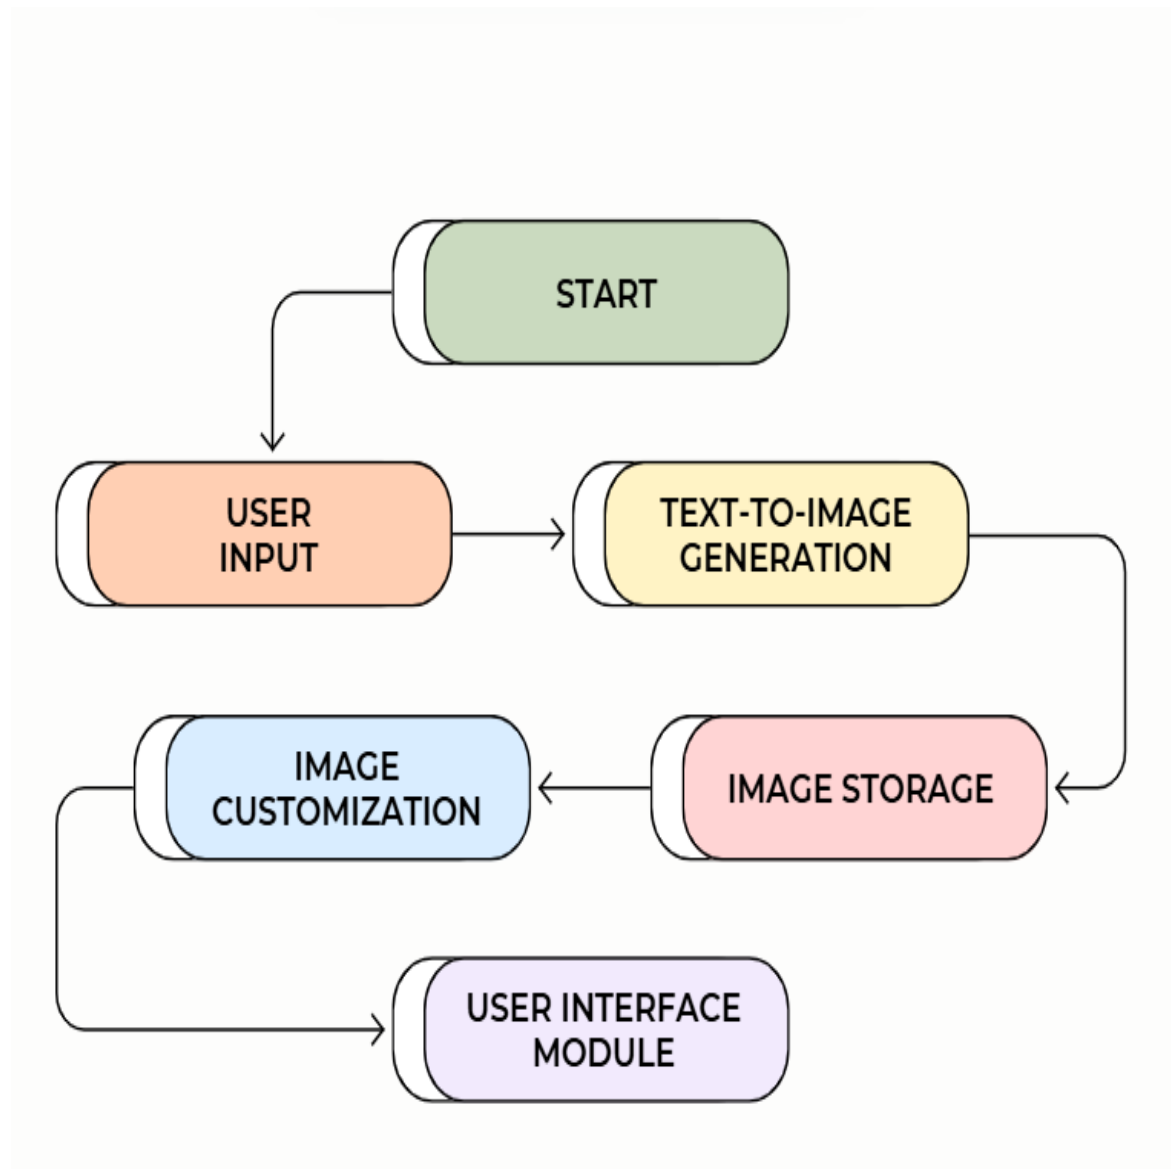 START
USER
INPUT
TEXT-TO-IMAGE
GENERATION
IMAGE
CUSTOMIZATION
IMAGE STORAGE
USER INTERFACE
MODULE